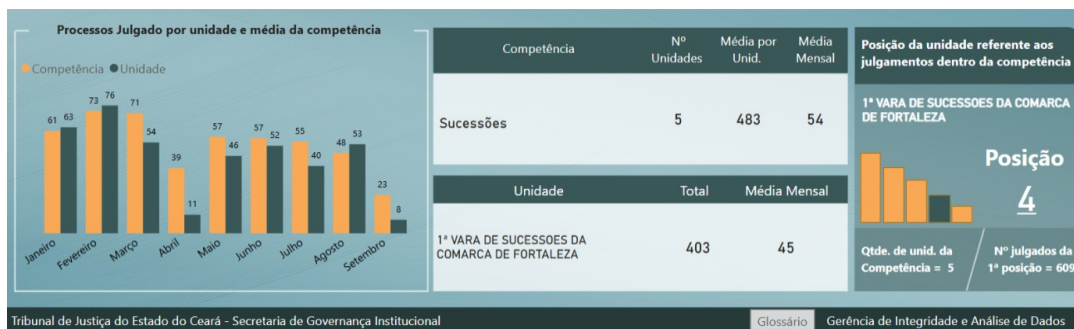 Processos Julgado por unidade e média da competência
Competência Unidade
61 63
73 76
71 54
39 11
57 46
57 52
55 40
48 53
23 8
Janeiro
Fevereiro
Março
Abril
Maio
Junho
Julho
Agosto
Setembro
Competência Nº Unidades Média por Unid. Média Mensal
Sucessões 5 483 54
Unidade Total Média Mensal
1ª VARA DE SUCESSOES DA
COMARCA DE FORTALEZA
403 45
Posição da unidade referente aos
julgamentos dentro da competência
1ª VARA DE SUCESSOES DA COMARCA
DE FORTALEZA
Posição
4
Qtde. de unid. da
Competência = 5
Nº julgados da
1ª posição = 609
Tribunal de Justiça do Estado do Ceará - Secretaria de Governança Institucional
Glossário
Gerência de Integridade e Análise de Dados